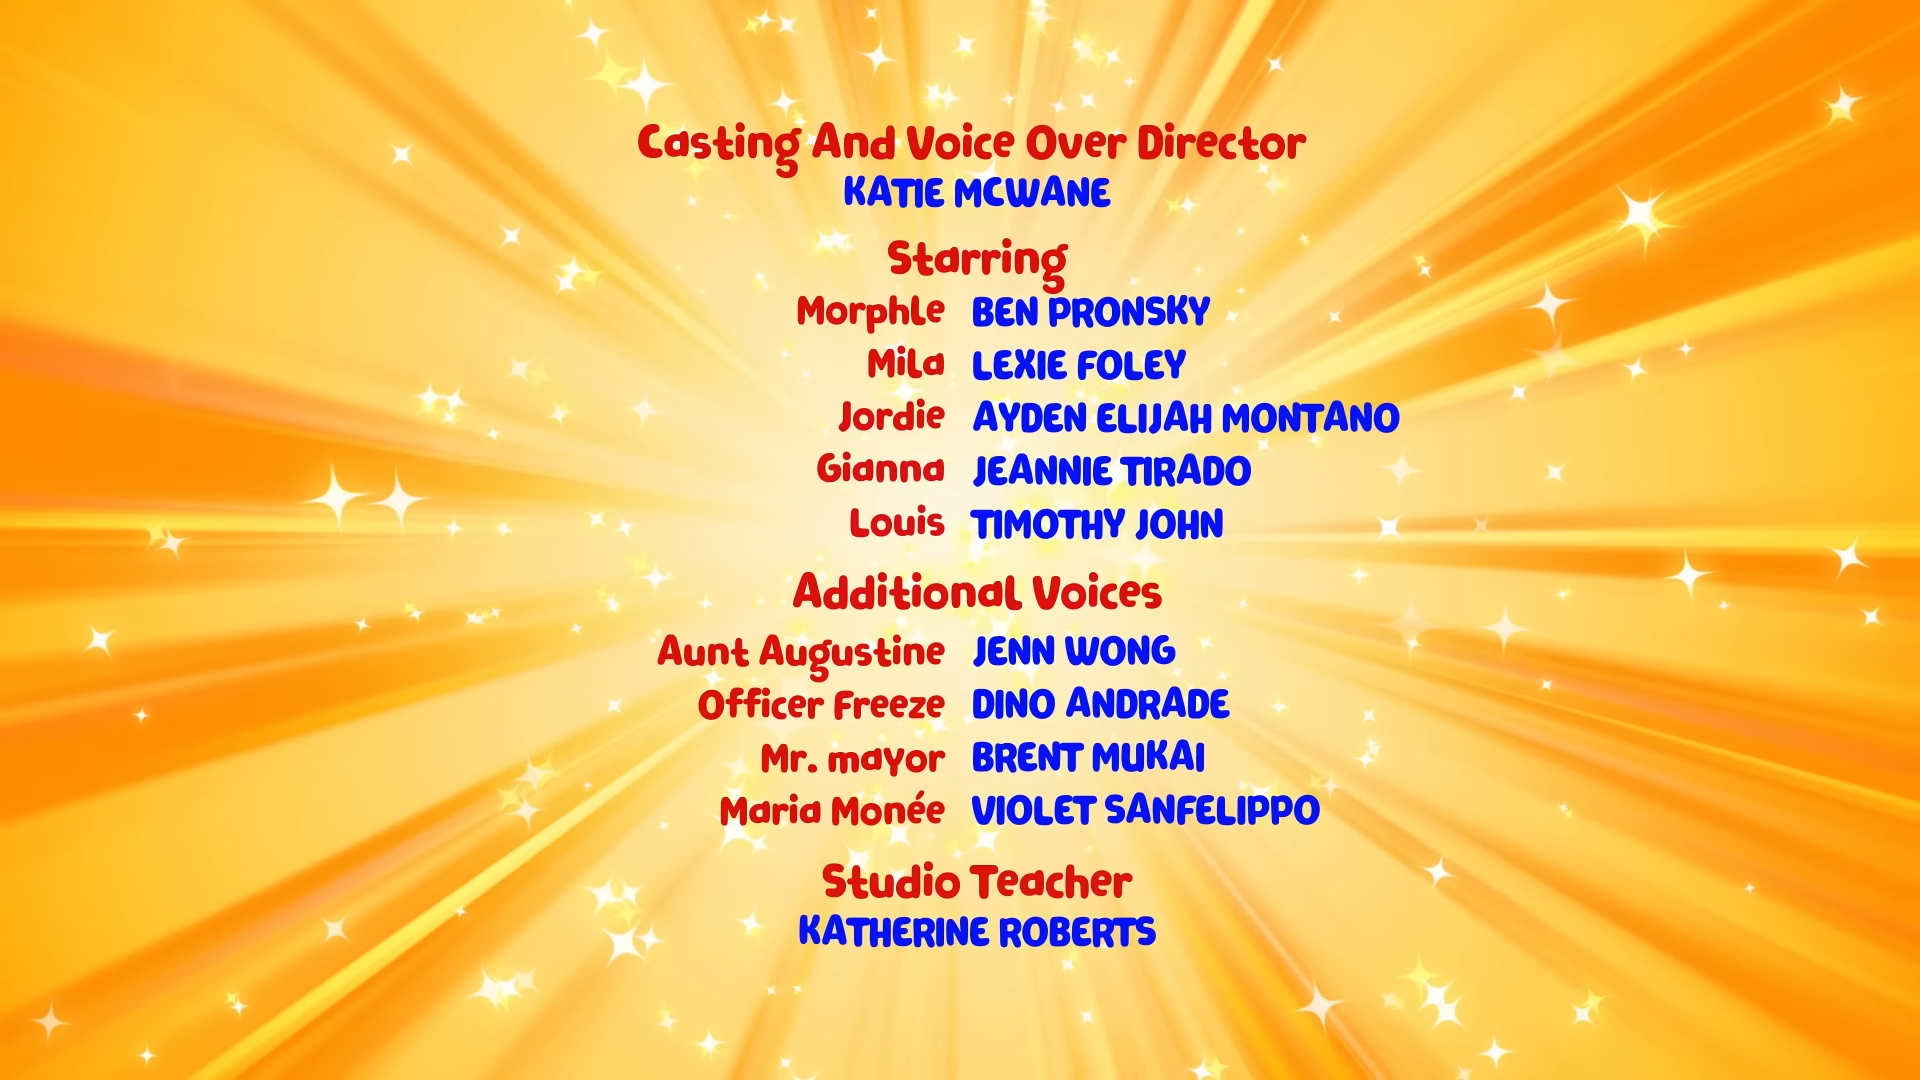 Casting And Voice Over Director
KATIE MCWANE
Starring
Morphle BEN PRONSKY
Mila LEXIE FOLEY
Jordie AYDEN ELIJAH MONTANO
Gianna JEANNIE TIRADO
Louis TIMOTHY JOHN
Additional Voices
Aunt Augustine JENN WONG
Officer Freeze DINO ANDRADE
Mr. mayor BRENT MUKAI
Maria Monée VIOLET SANFELIPPO
Studio Teacher
KATHERINE ROBERTS